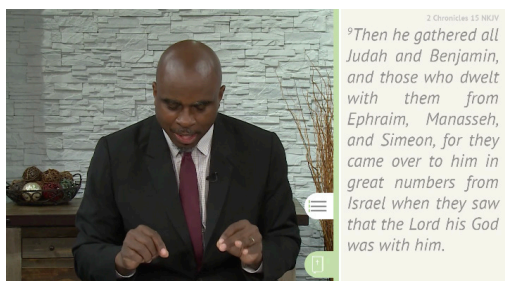 2 Chronicles 15 NKJV
9Then he gathered all
Judah and Benjamin,
and those who dwelt
with them from
Ephraim, Manasseh,
and Simeon, for they
came over to him in
great numbers from
Israel when they saw
that the Lord his God
was with him.